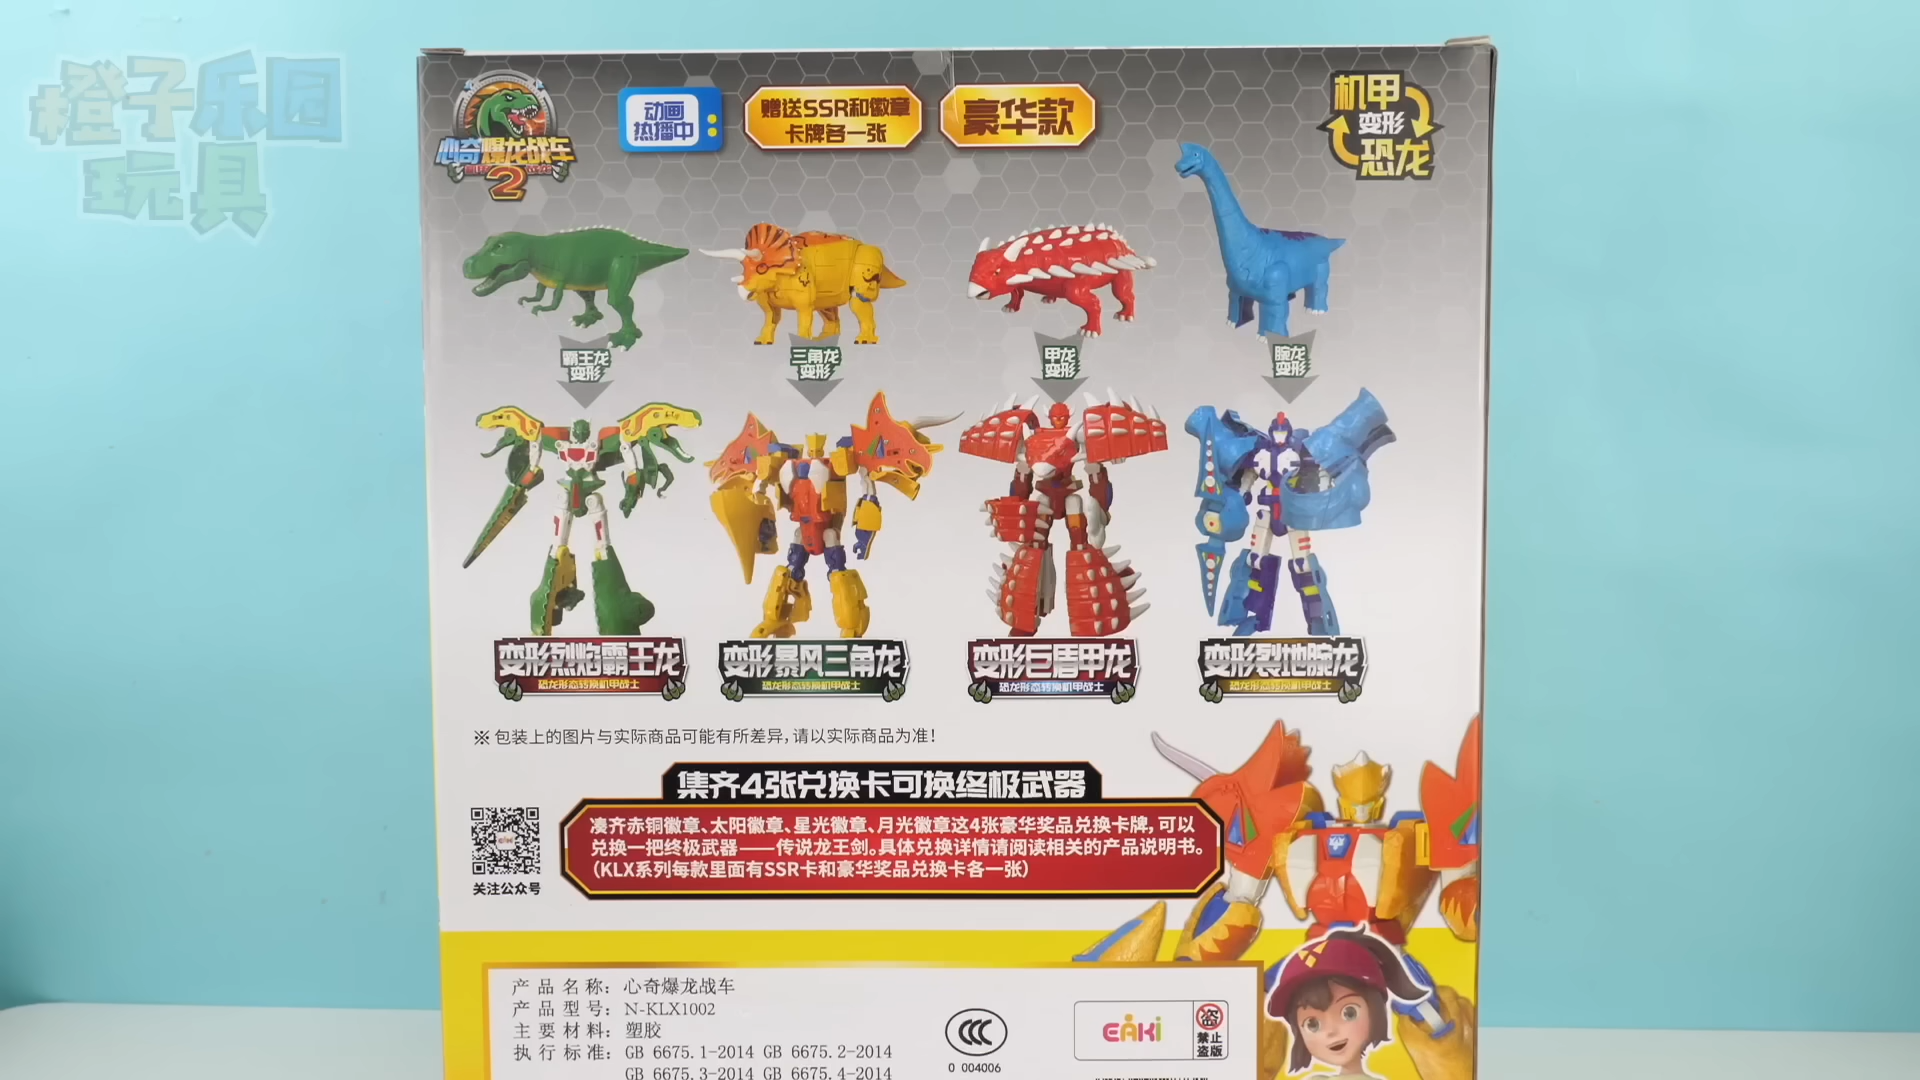 橙子乐园
玩具
心奇爆龙战车
2
动画
热播中
赠送SSR和徽章
卡牌各一张
豪华款
机甲
变形
恐龙
霸王龙
变形
三角龙
变形
甲龙
变形
腕龙
变形
变形烈焰霸王龙
恐龙形态转换机甲战士
变形暴风三角龙
恐龙形态转换机甲战士
变形巨盾甲龙
恐龙形态转换机甲战士
变形裂地腕龙
恐龙形态转换机甲战士
※包装上的图片与实际商品可能有所差异,请以实际商品为准!
集齐4张兑换卡可换终极武器
凑齐赤铜徽章、太阳徽章、星光徽章、月光徽章这4张豪华奖品兑换卡牌,可以
兑换一把终极武器——传说龙王剑。具体兑换详情请阅读相关的产品说明书。
(KLX系列每款里面有SSR卡和豪华奖品兑换卡各一张)
关注公众号
产品名称：心奇爆龙战车
产品型号：N-KLX1002
主要材料：塑胶
执行标准：GB 6675.1-2014 GB 6675.2-2014
GB 6675.3-2014 GB 6675.4-2014
CCC
0 004006
EAKI
盗
禁止
盗版